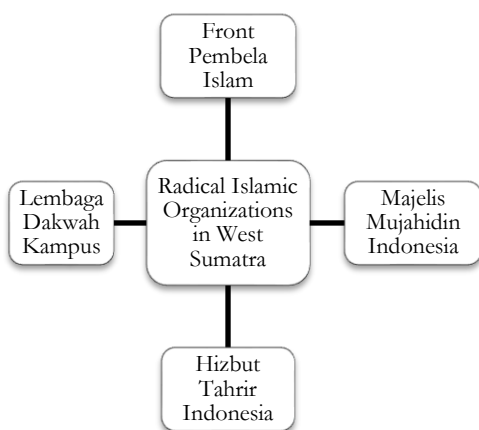 Front
Pembela
Islam
Lembaga
Dakwah
Kampus
Radical Islamic
Organizations
in West
Sumatra
Majelis
Mujahidin
Indonesia
Hizbut
Tahrir
Indonesia